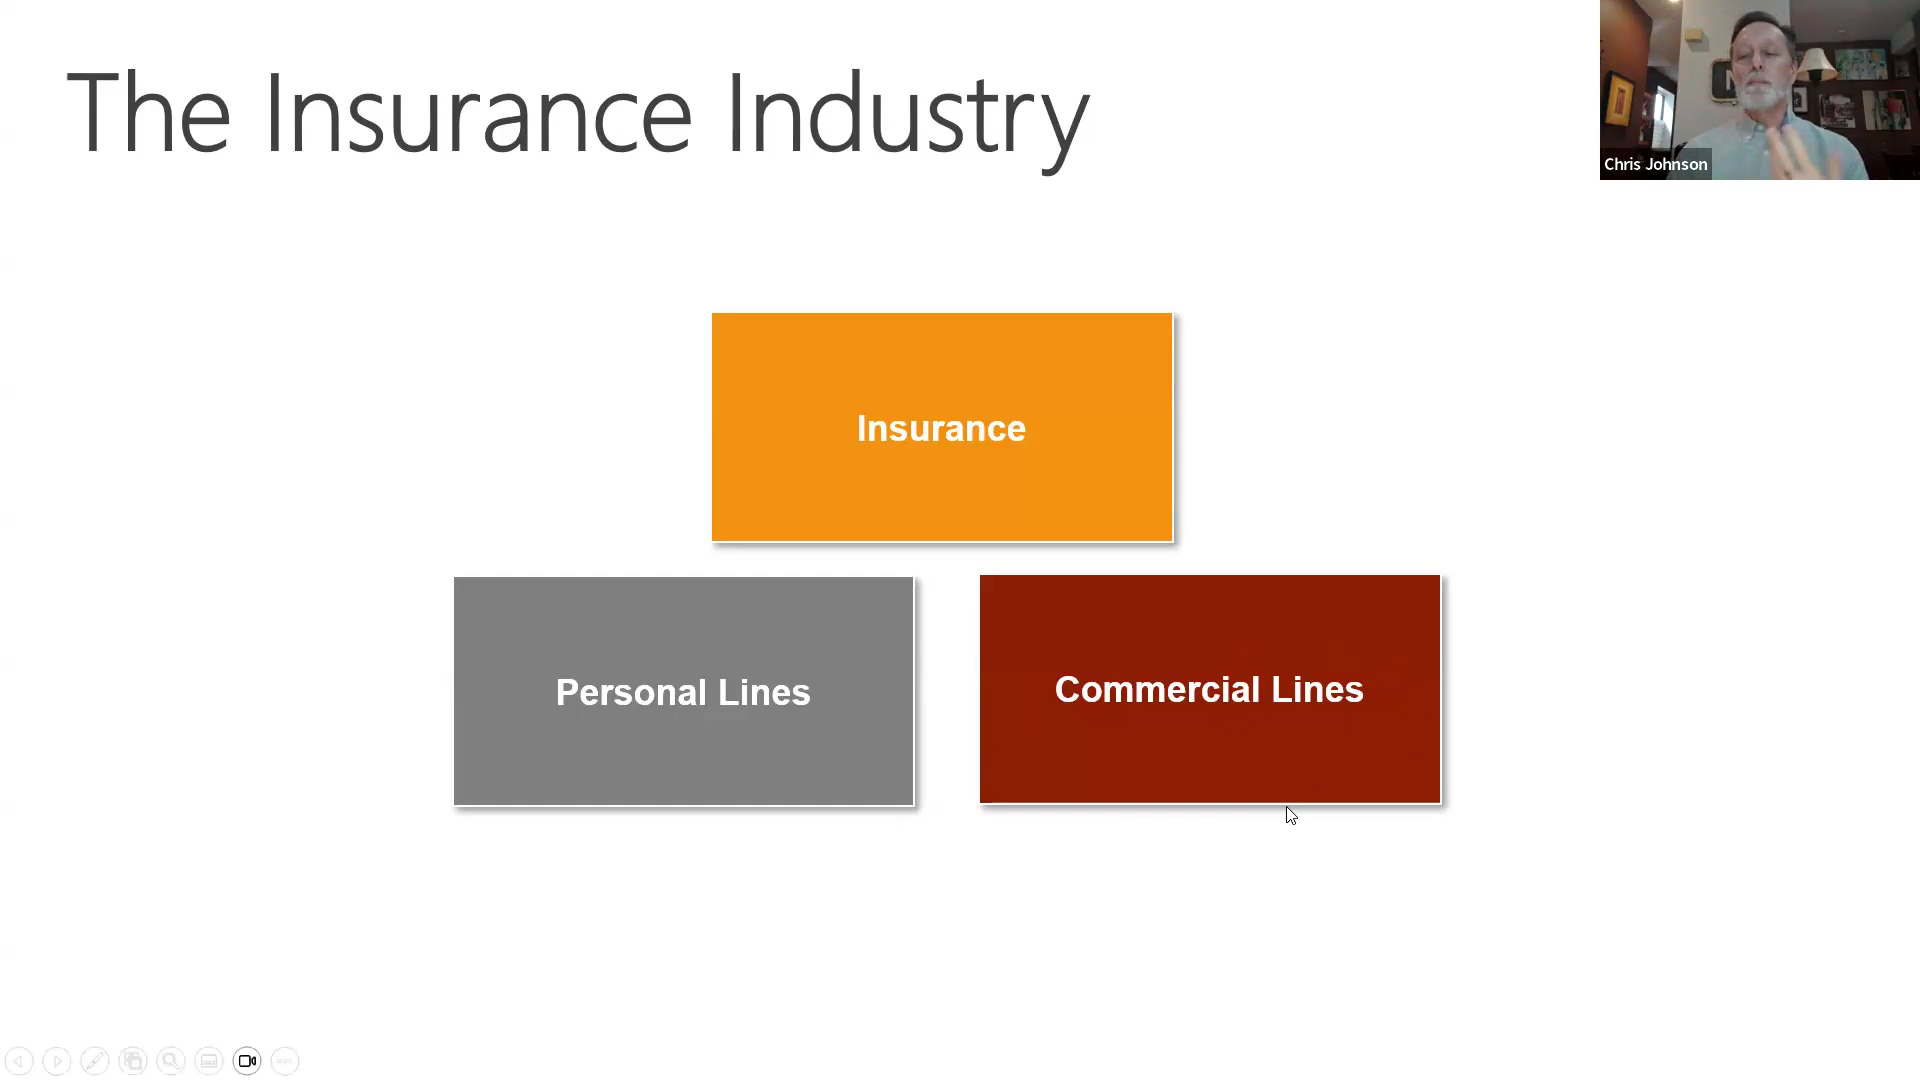 The Insurance Industry
Chris Johnson
Insurance
Personal Lines
Commercial Lines